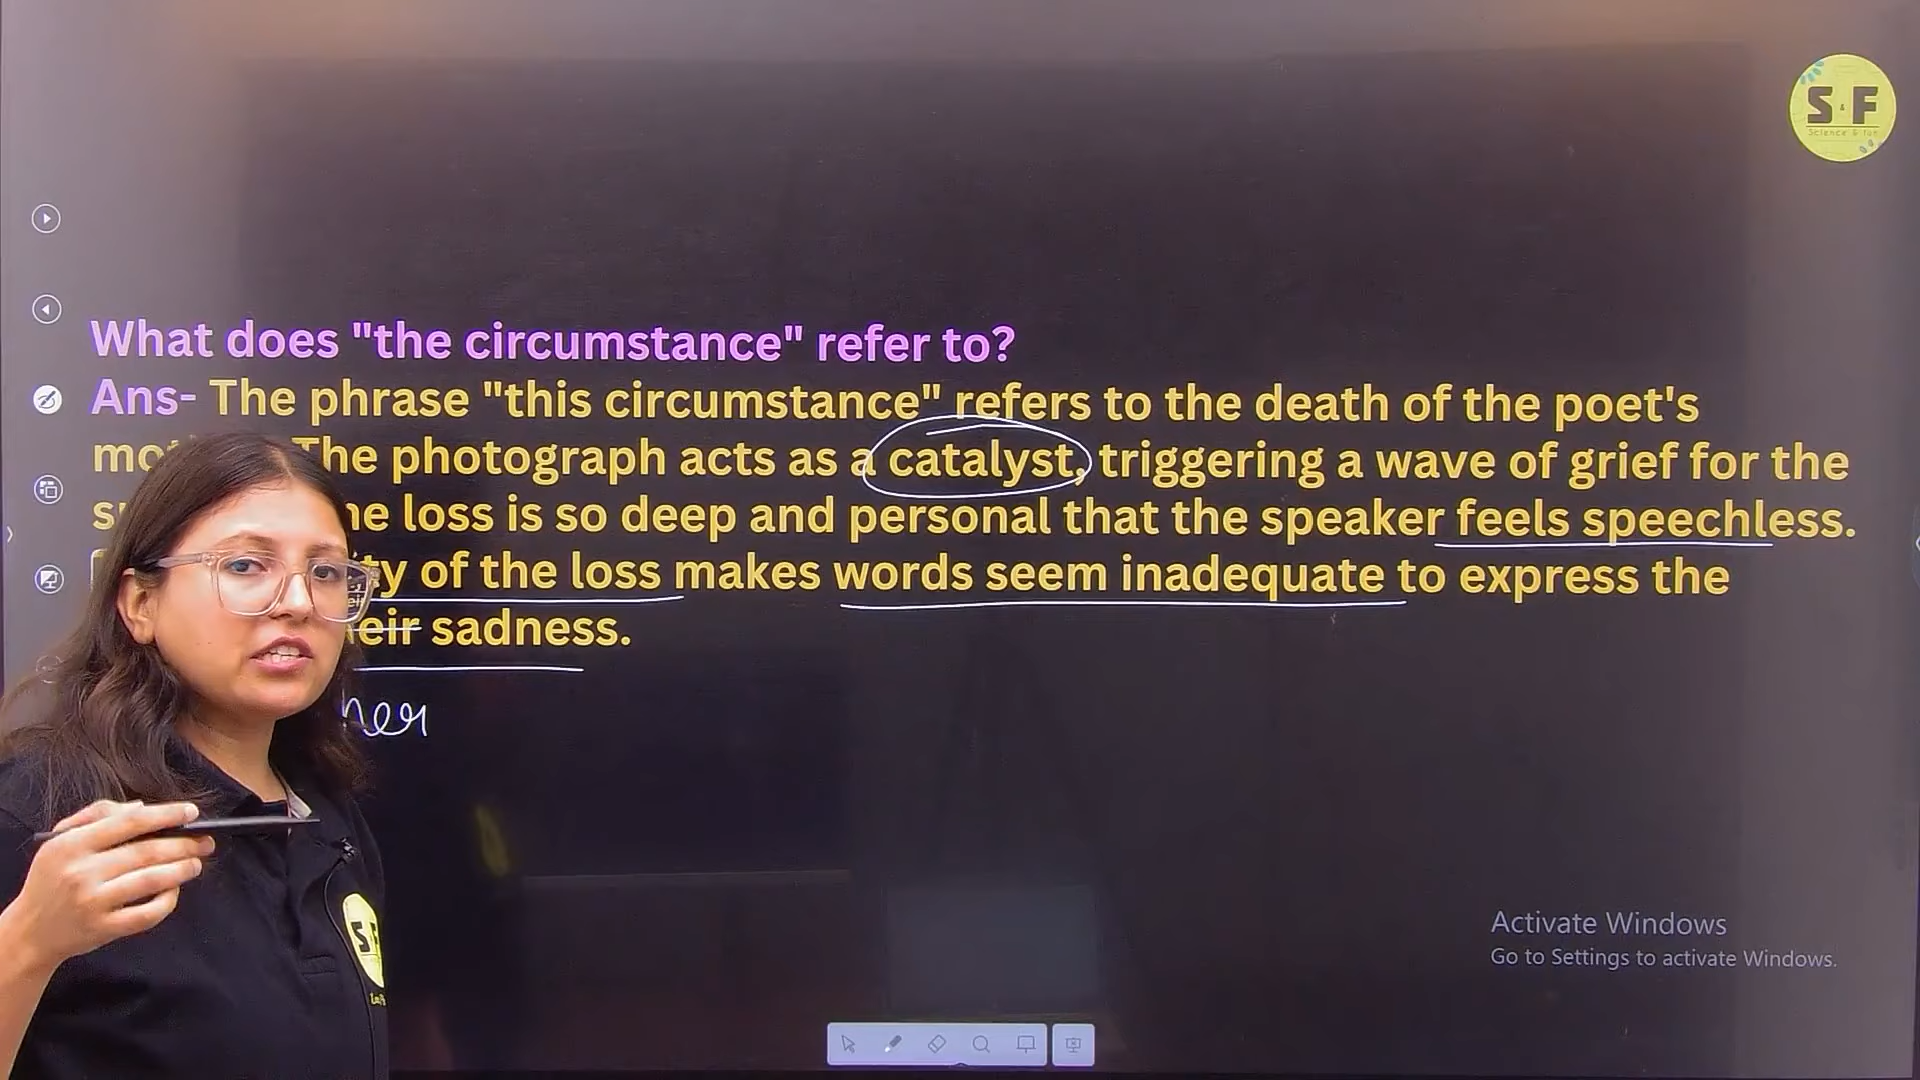 S & F
Science & fun
What does "the circumstance" refer to?
Ans- The phrase "this circumstance" refers to the death of the poet's
The photograph acts as a catalyst, triggering a wave of grief for the
loss is so deep and personal that the speaker feels speechless.
of the loss makes words seem inadequate to express the
sadness.
her
Activate Windows
Go to Settings to activate Windows.